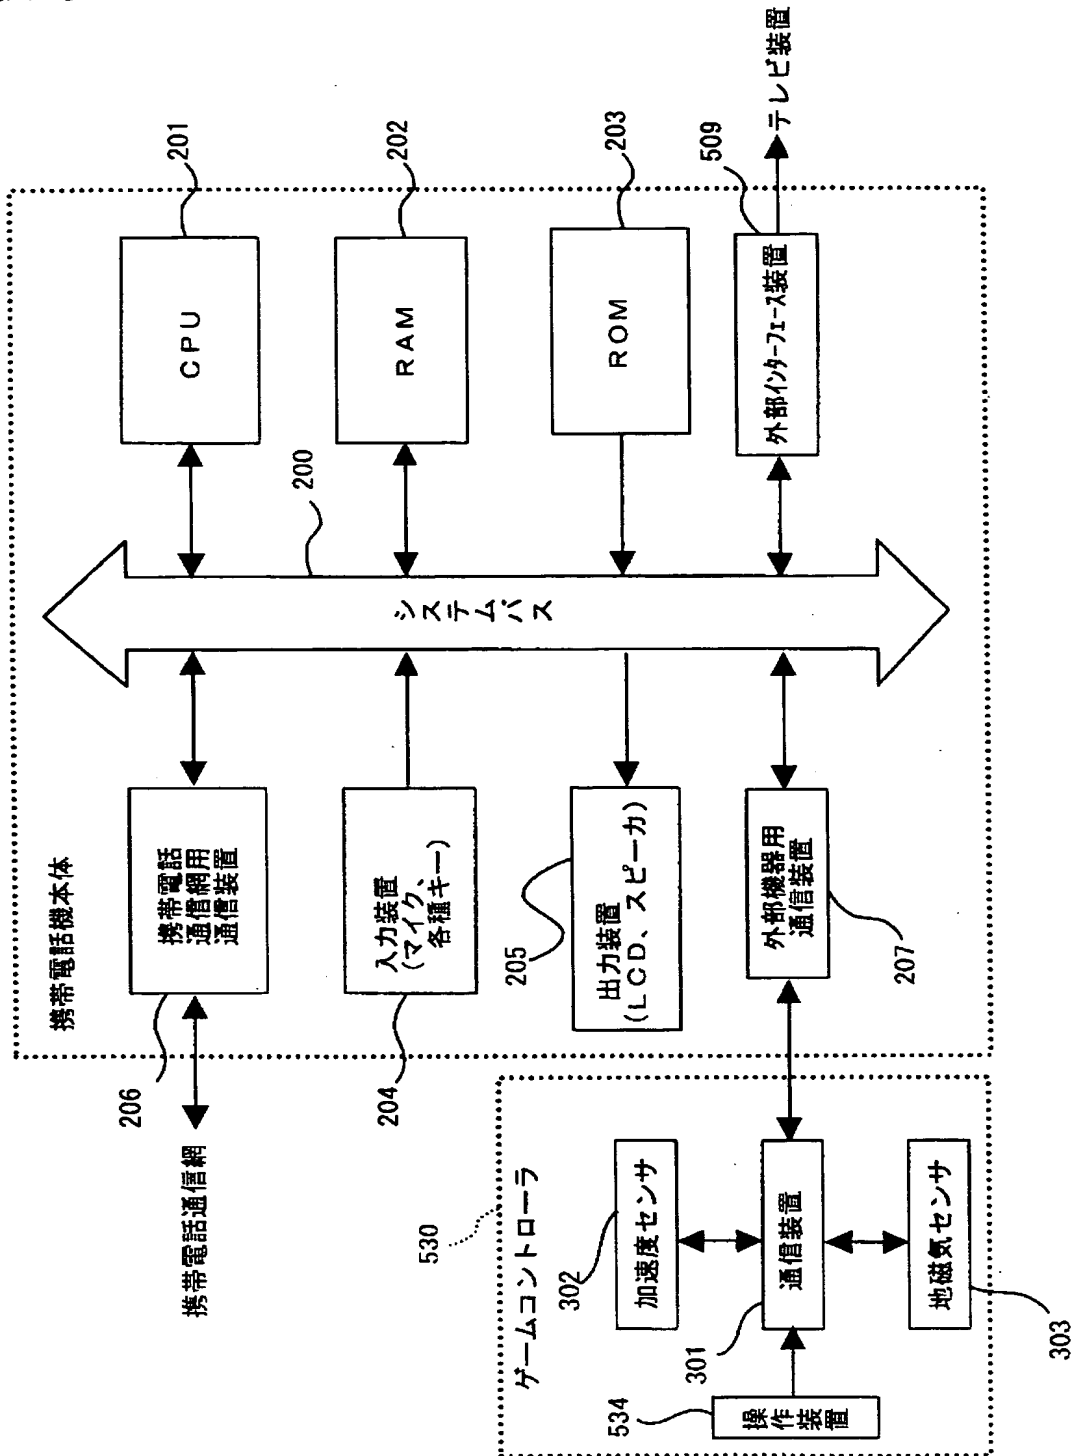 携帯電話機本体
携帯電話
通信網用
通信装置
206
携帯電話通信網
入力装置
(マイク、
各種キー)
204
出力装置
(LCD、スピーカ)
205
外部機器用
通信装置
207
システムバス
200
CPU
201
RAM
202
ROM
203
外部インターフェース装置
509
テレビ装置
ゲームコントローラ
530
加速度センサ
302
通信装置
301
地磁気センサ
303
操作装置
534